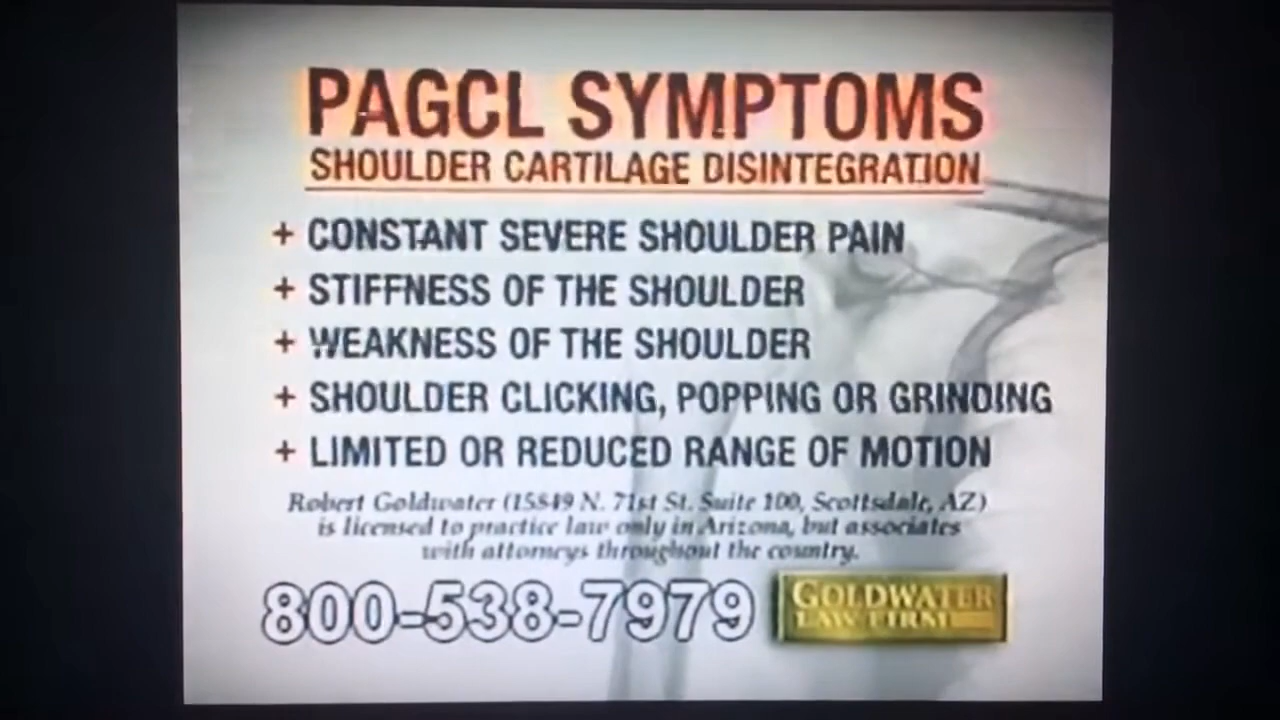 PAGCL SYMPTOMS
SHOULDER CARTILAGE DISINTEGRATION
+ CONSTANT SEVERE SHOULDER PAIN
+ STIFFNESS OF THE SHOULDER
+ WEAKNESS OF THE SHOULDER
+ SHOULDER CLICKING, POPPING OR GRINDING
+ LIMITED OR REDUCED RANGE OF MOTION
Robert Goldwater (15849 N. 71st St. Suite 100, Scottsdale, AZ)
is licensed to practice law only in Arizona, but associates
with attorneys throughout the country.
800-538-7979
GOLDWATER
LAW FIRM